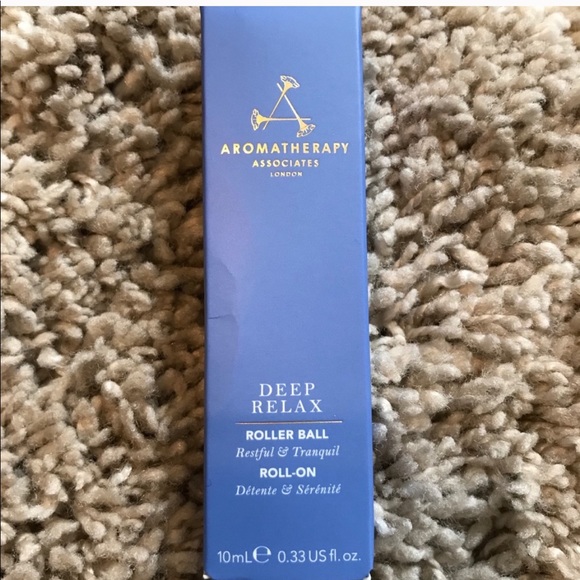 AROMATHERAPY
ASSOCIATES
LONDON
DEEP
RELAX
ROLLER BALL
Restful & Tranquil
ROLL-ON
Détente & Sérénité
10mL℮ 0.33 US fl. oz.